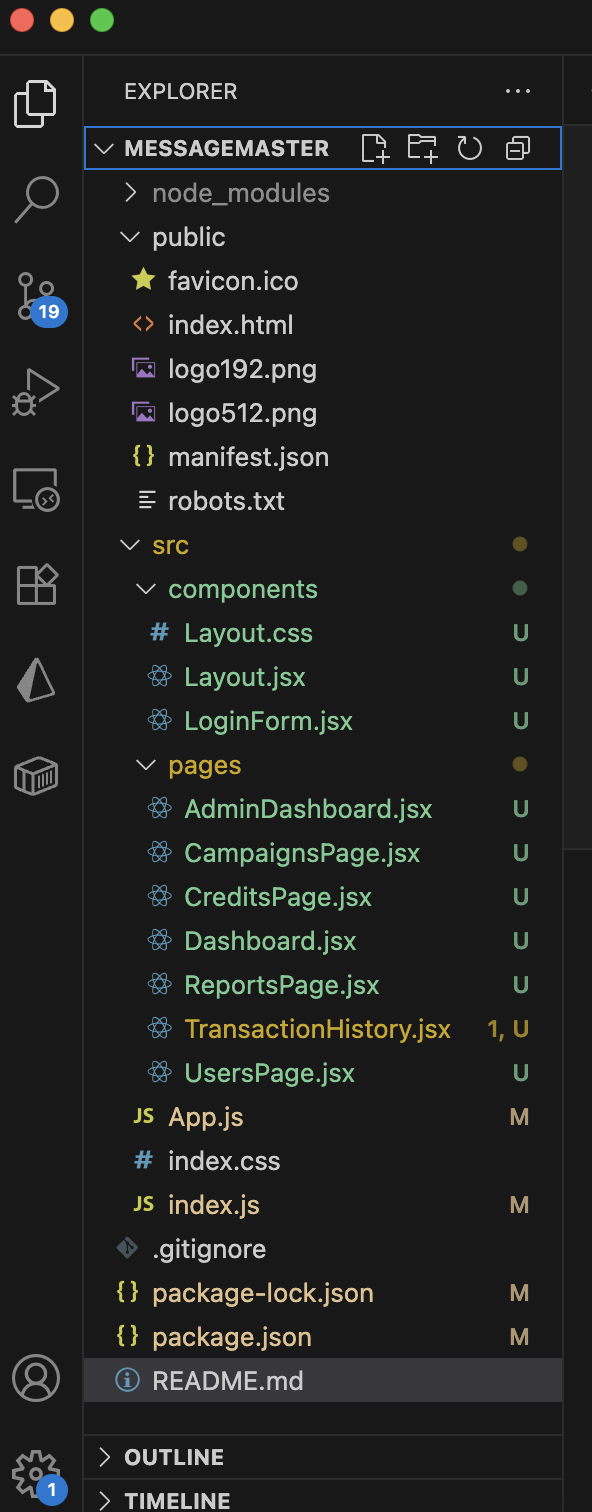 EXPLORER
MESSAGEMASTER
node_modules
public
favicon.ico
index.html
logo192.png
logo512.png
manifest.json
robots.txt
src
components
Layout.css U
Layout.jsx U
LoginForm.jsx U
pages
AdminDashboard.jsx U
CampaignsPage.jsx U
CreditsPage.jsx U
Dashboard.jsx U
ReportsPage.jsx U
TransactionHistory.jsx 1, U
UsersPage.jsx U
JS App.js M
# index.css
JS index.js M
.gitignore
{} package-lock.json M
{} package.json M
README.md
OUTLINE
TIMELINE
19
1